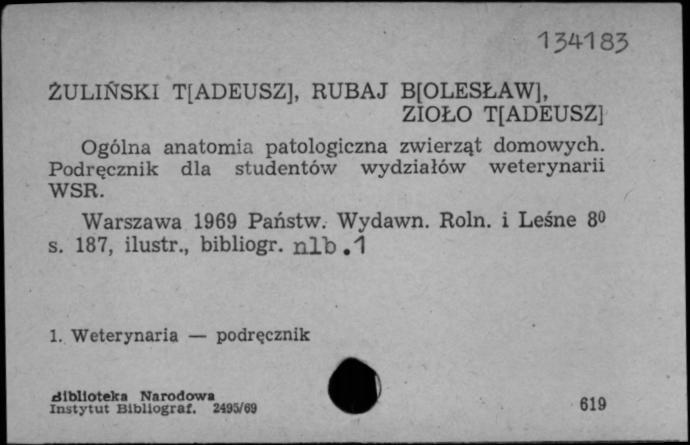 134183
ŻULIŃSKI T[ADEUSZ], RUBAJ B[OLESŁAW],
ZIOŁO T[ADEUSZ]
Ogólna anatomia patologiczna zwierząt domowych.
Podręcznik dla studentów wydziałów weterynarii
WSR.
Warszawa 1969 Państw. Wydawn. Roln. i Leśne 8⁰
s. 187, ilustr., bibliogr. nlb.1
1. Weterynaria — podręcznik
Biblioteka Narodowa
Instytut Bibliograf. 2495/69
619